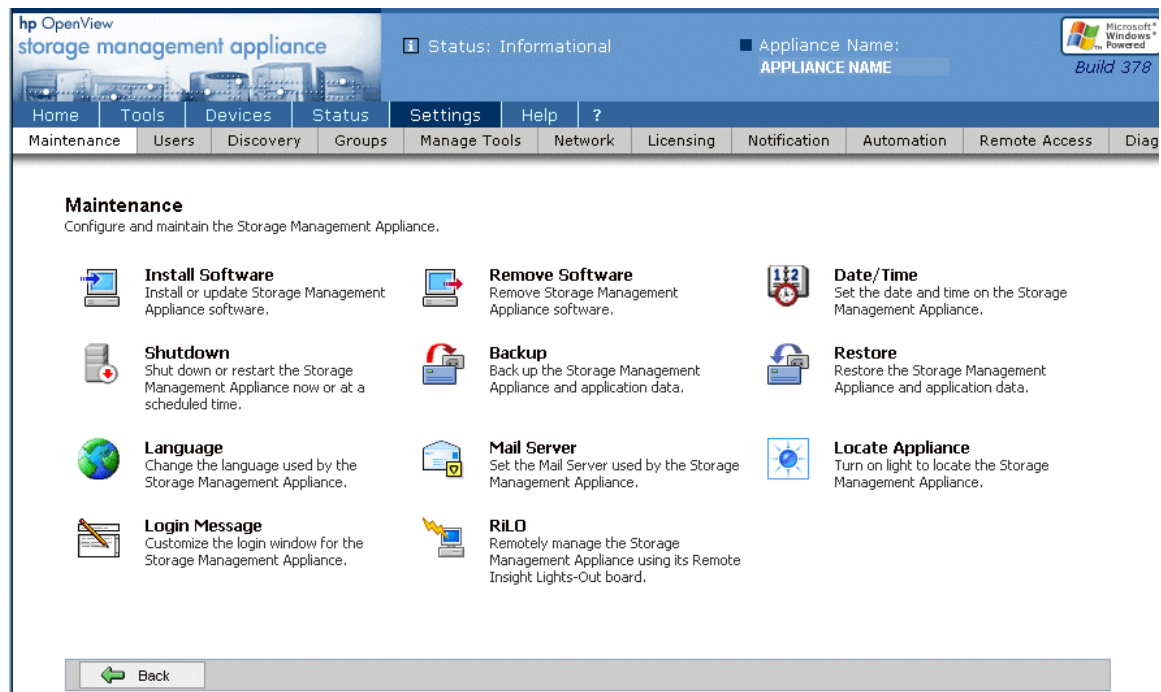 hp OpenView
storage management appliance
i Status: Informational
Appliance Name:
APPLIANCE NAME
Microsoft®
Windows®
Powered
TM
Build 378
Home Tools Devices Status Settings Help ?
Maintenance Users Discovery Groups Manage Tools Network Licensing Notification Automation Remote Access Diag
Maintenance
Configure and maintain the Storage Management Appliance.
Install Software
Install or update Storage Management
Appliance software.
Remove Software
Remove Storage Management
Appliance software.
1 2
Date/Time
Set the date and time on the Storage
Management Appliance.
Shutdown
Shut down or restart the Storage
Management Appliance now or at a
scheduled time.
Backup
Back up the Storage Management
Appliance and application data.
Restore
Restore the Storage Management
Appliance and application data.
Language
Change the language used by the
Storage Management Appliance.
Mail Server
Set the Mail Server used by the Storage
Management Appliance.
Locate Appliance
Turn on light to locate the Storage
Management Appliance.
Login Message
Customize the login window for the
Storage Management Appliance.
RiLO
Remotely manage the Storage
Management Appliance using its Remote
Insight Lights-Out board.
Back